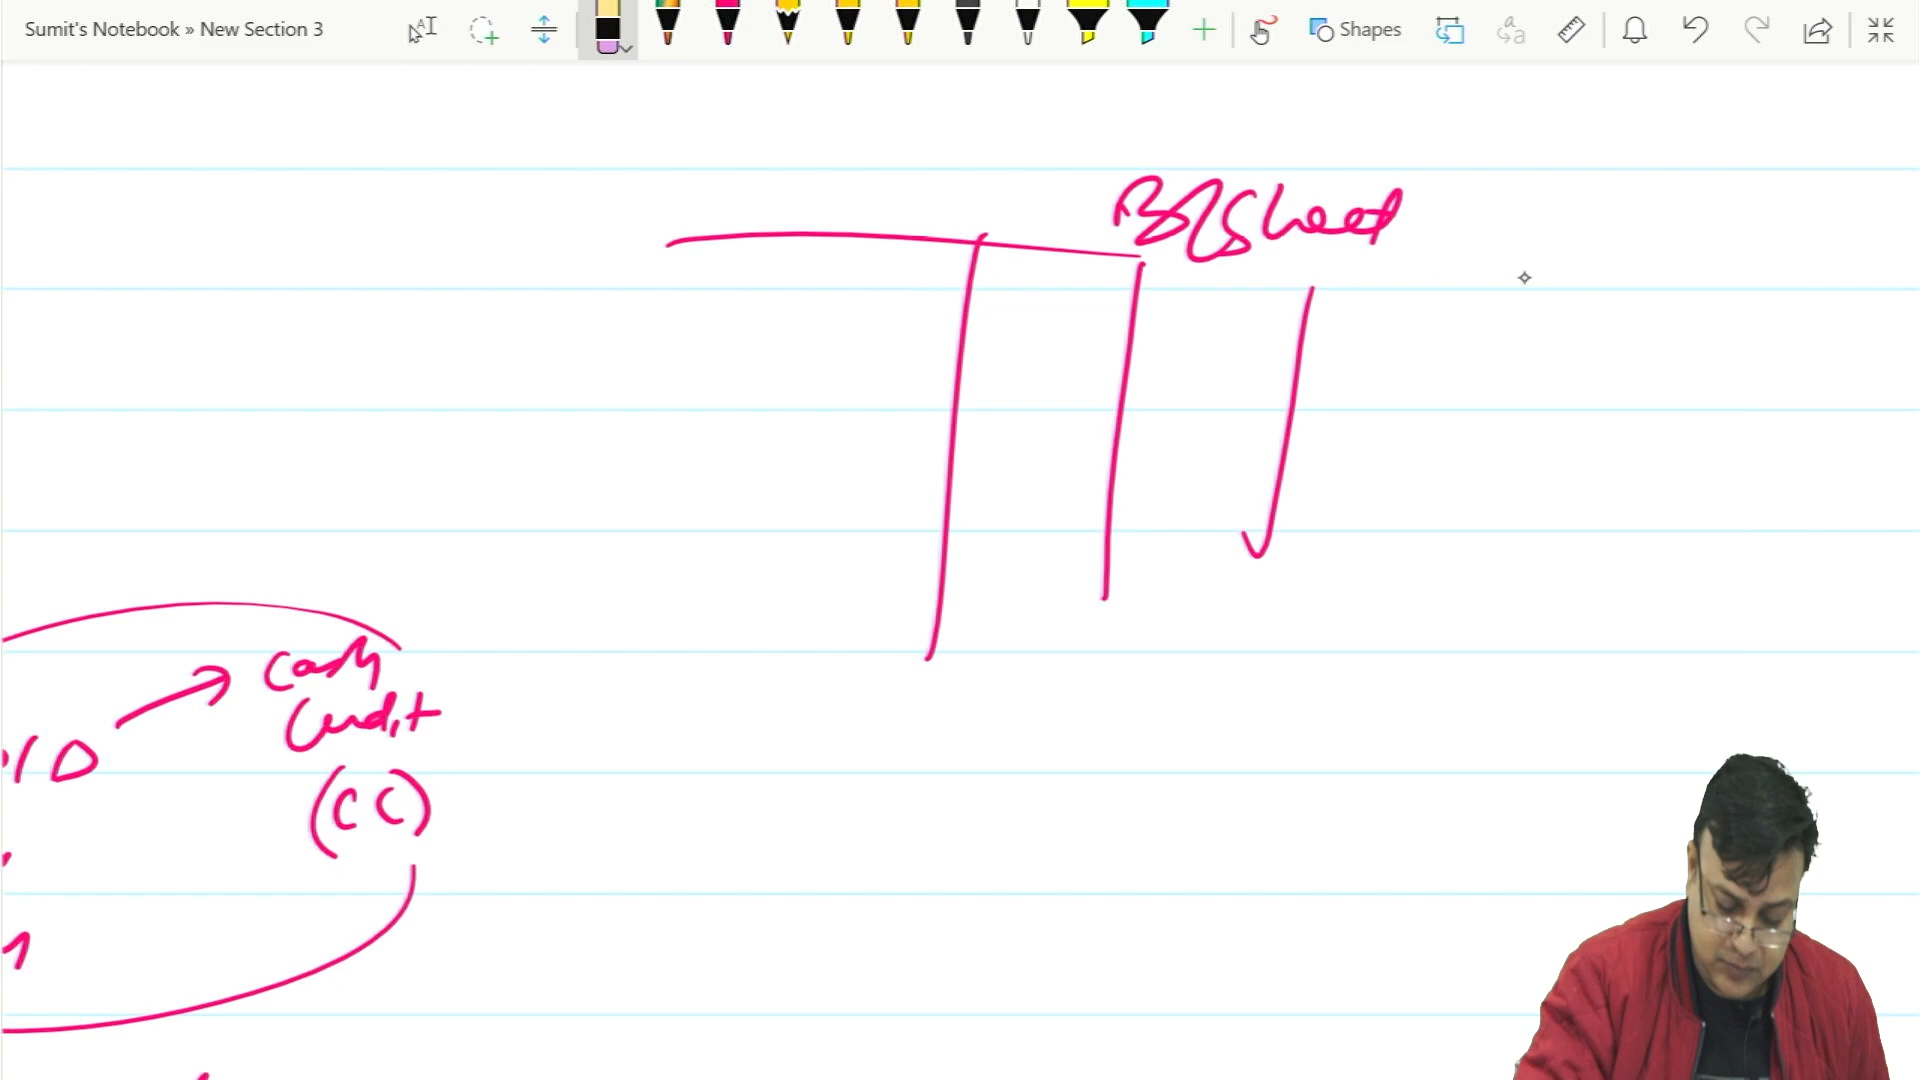 Sumit's Notebook » New Section 3
Shapes
B/Sheet
Cash
Credit
O/D
(CC)